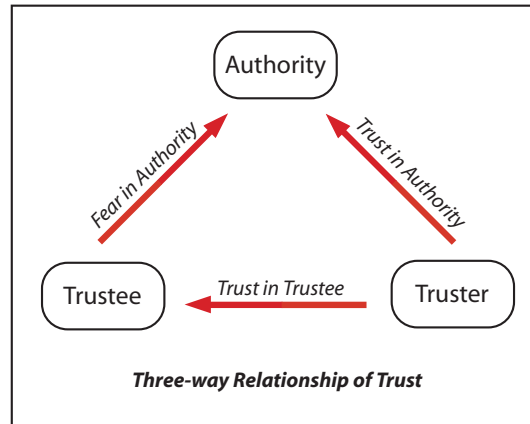 Authority
Fear in Authority
Trust in Authority
Trustee
Trust in Trustee
Truster
Three-way Relationship of Trust